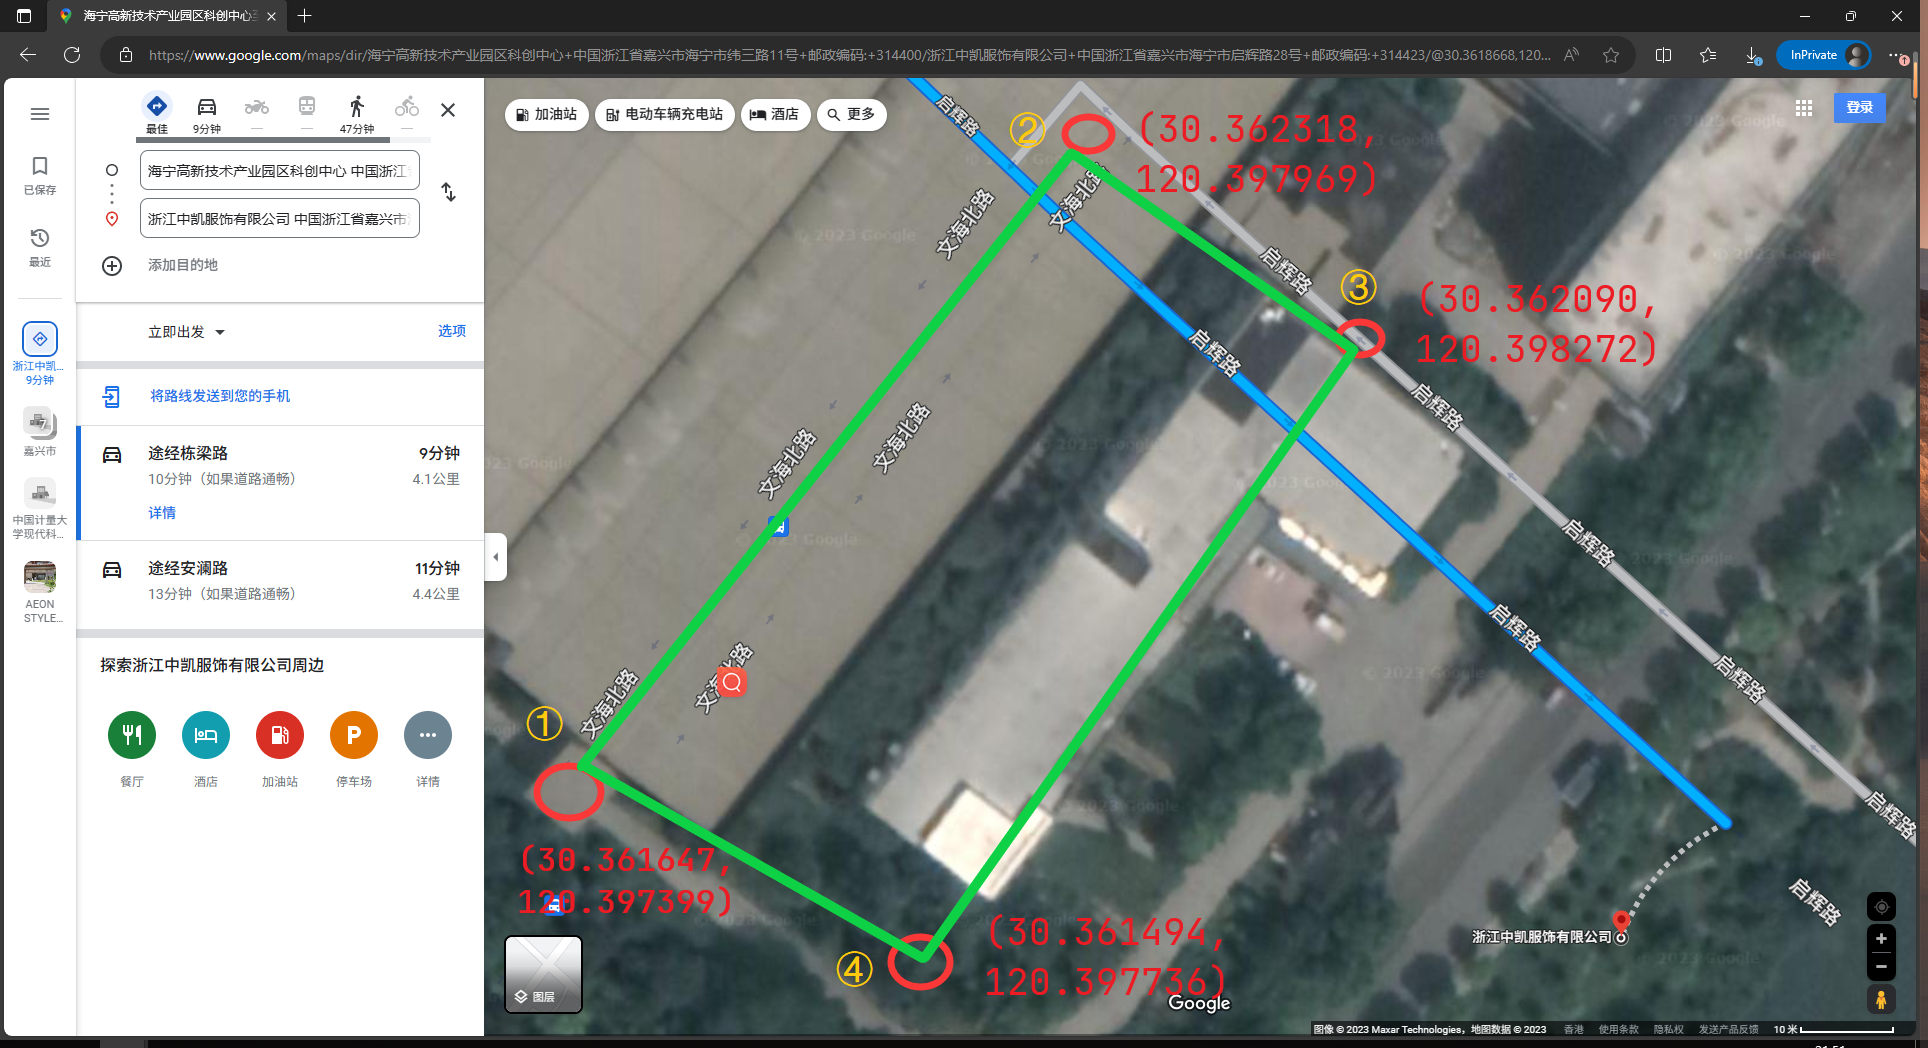 海宁高新技术产业园区科创中心至
https://www.google.com/maps/dir/海宁高新技术产业园区科创中心+中国浙江省嘉兴市海宁市纬三路11号+邮政编码:+314400/浙江中凯服饰有限公司+中国浙江省嘉兴市海宁市启辉路28号+邮政编码:+314423/@30.3618668,120...
InPrivate
1
最佳
9分钟
—
—
47分钟
—
海宁高新技术产业园区科创中心 中国浙江
浙江中凯服饰有限公司 中国浙江省嘉兴市
添加目的地
立即出发
选项
将路线发送到您的手机
途经栋梁路
9分钟
10分钟（如果道路通畅）
4.1公里
详情
途经安澜路
11分钟
13分钟（如果道路通畅）
4.4公里
探索浙江中凯服饰有限公司周边
餐厅
酒店
加油站
P
停车场
详情
已保存
最近
浙江中凯...
9分钟
7
嘉兴市
中国计量大
学现代科...
AEON
STYLE...
加油站
电动车辆充电站
酒店
更多
登录
启辉路
②
(30.362318,
120.397969)
文海北路
文海北路
启辉路
③
(30.362090,
120.398272)
启辉路
启辉路
文海北路
文海北路
启辉路
启辉路
启辉路
文海北路
文海北路
①
(30.361647,
120.397399)
启辉路
启辉路
④
(30.361494,
120.397736)
浙江中凯服饰有限公司
图层
Google
© 2023 Google
© 2023 Google
© 2023 Google
© 2023 Google
© 2023 Google
© 2023 Google
图像 © 2023 Maxar Technologies，地图数据 © 2023
香港
使用条款
隐私权
发送产品反馈
10 米